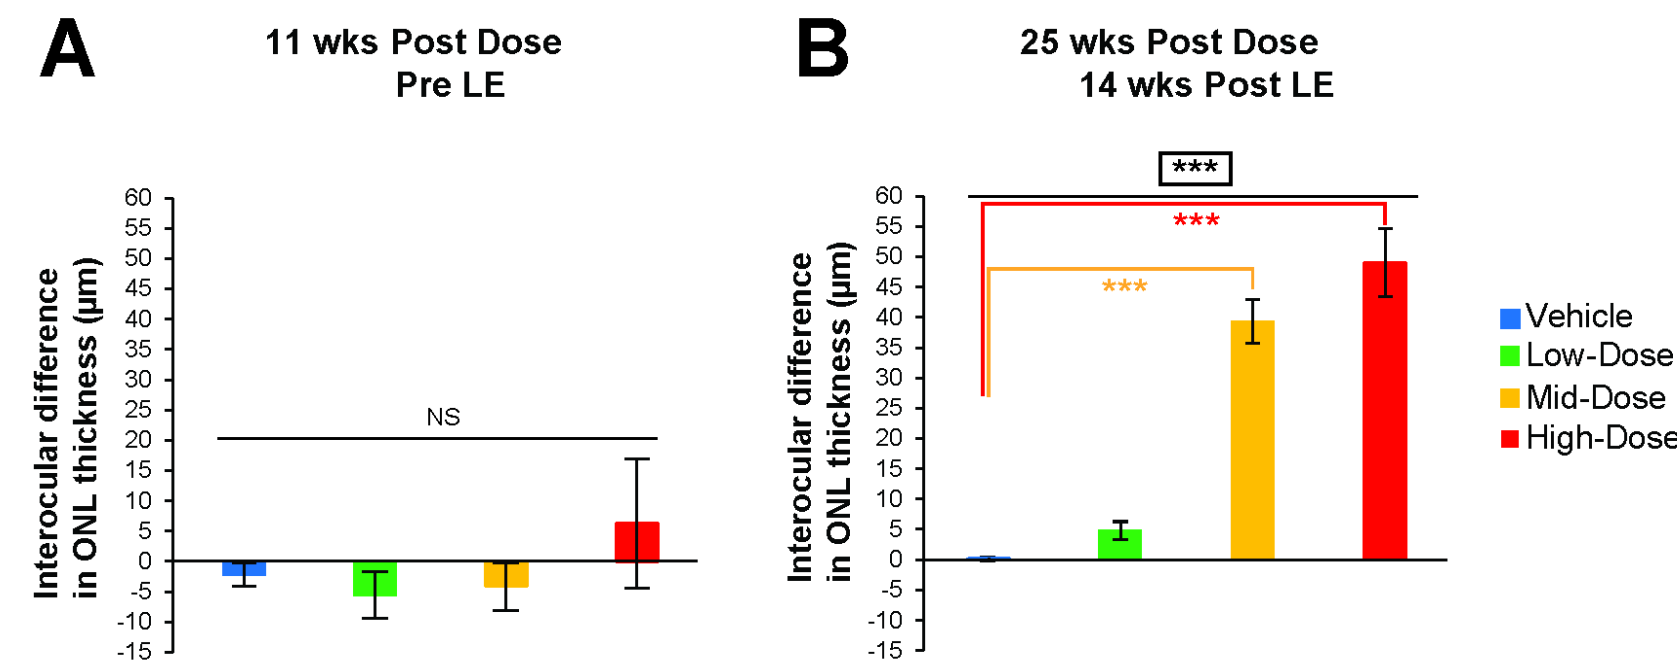 A
11 wks Post Dose
Pre LE
Interocular difference
in ONL thickness (µm)
60
55
50
45
40
35
30
25
20
15
10
5
0
-5
-10
-15
NS
B
25 wks Post Dose
14 wks Post LE
Interocular difference
in ONL thickness (µm)
60
55
50
45
40
35
30
25
20
15
10
5
0
-5
-10
-15
***
***
***
Vehicle
Low-Dose
Mid-Dose
High-Dose